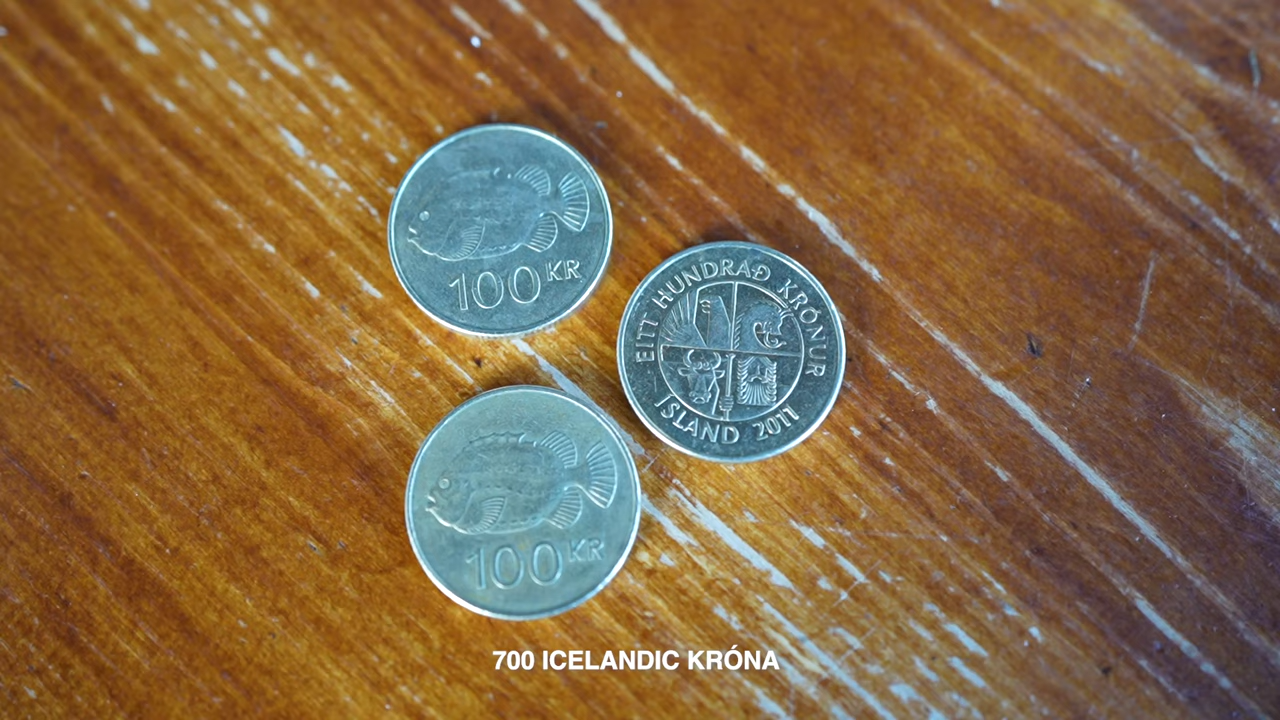 100 KR
EITT HUNDRAÐ KRÓNUR
ÍSLAND 2011
100 KR
700 ICELANDIC KRÓNA